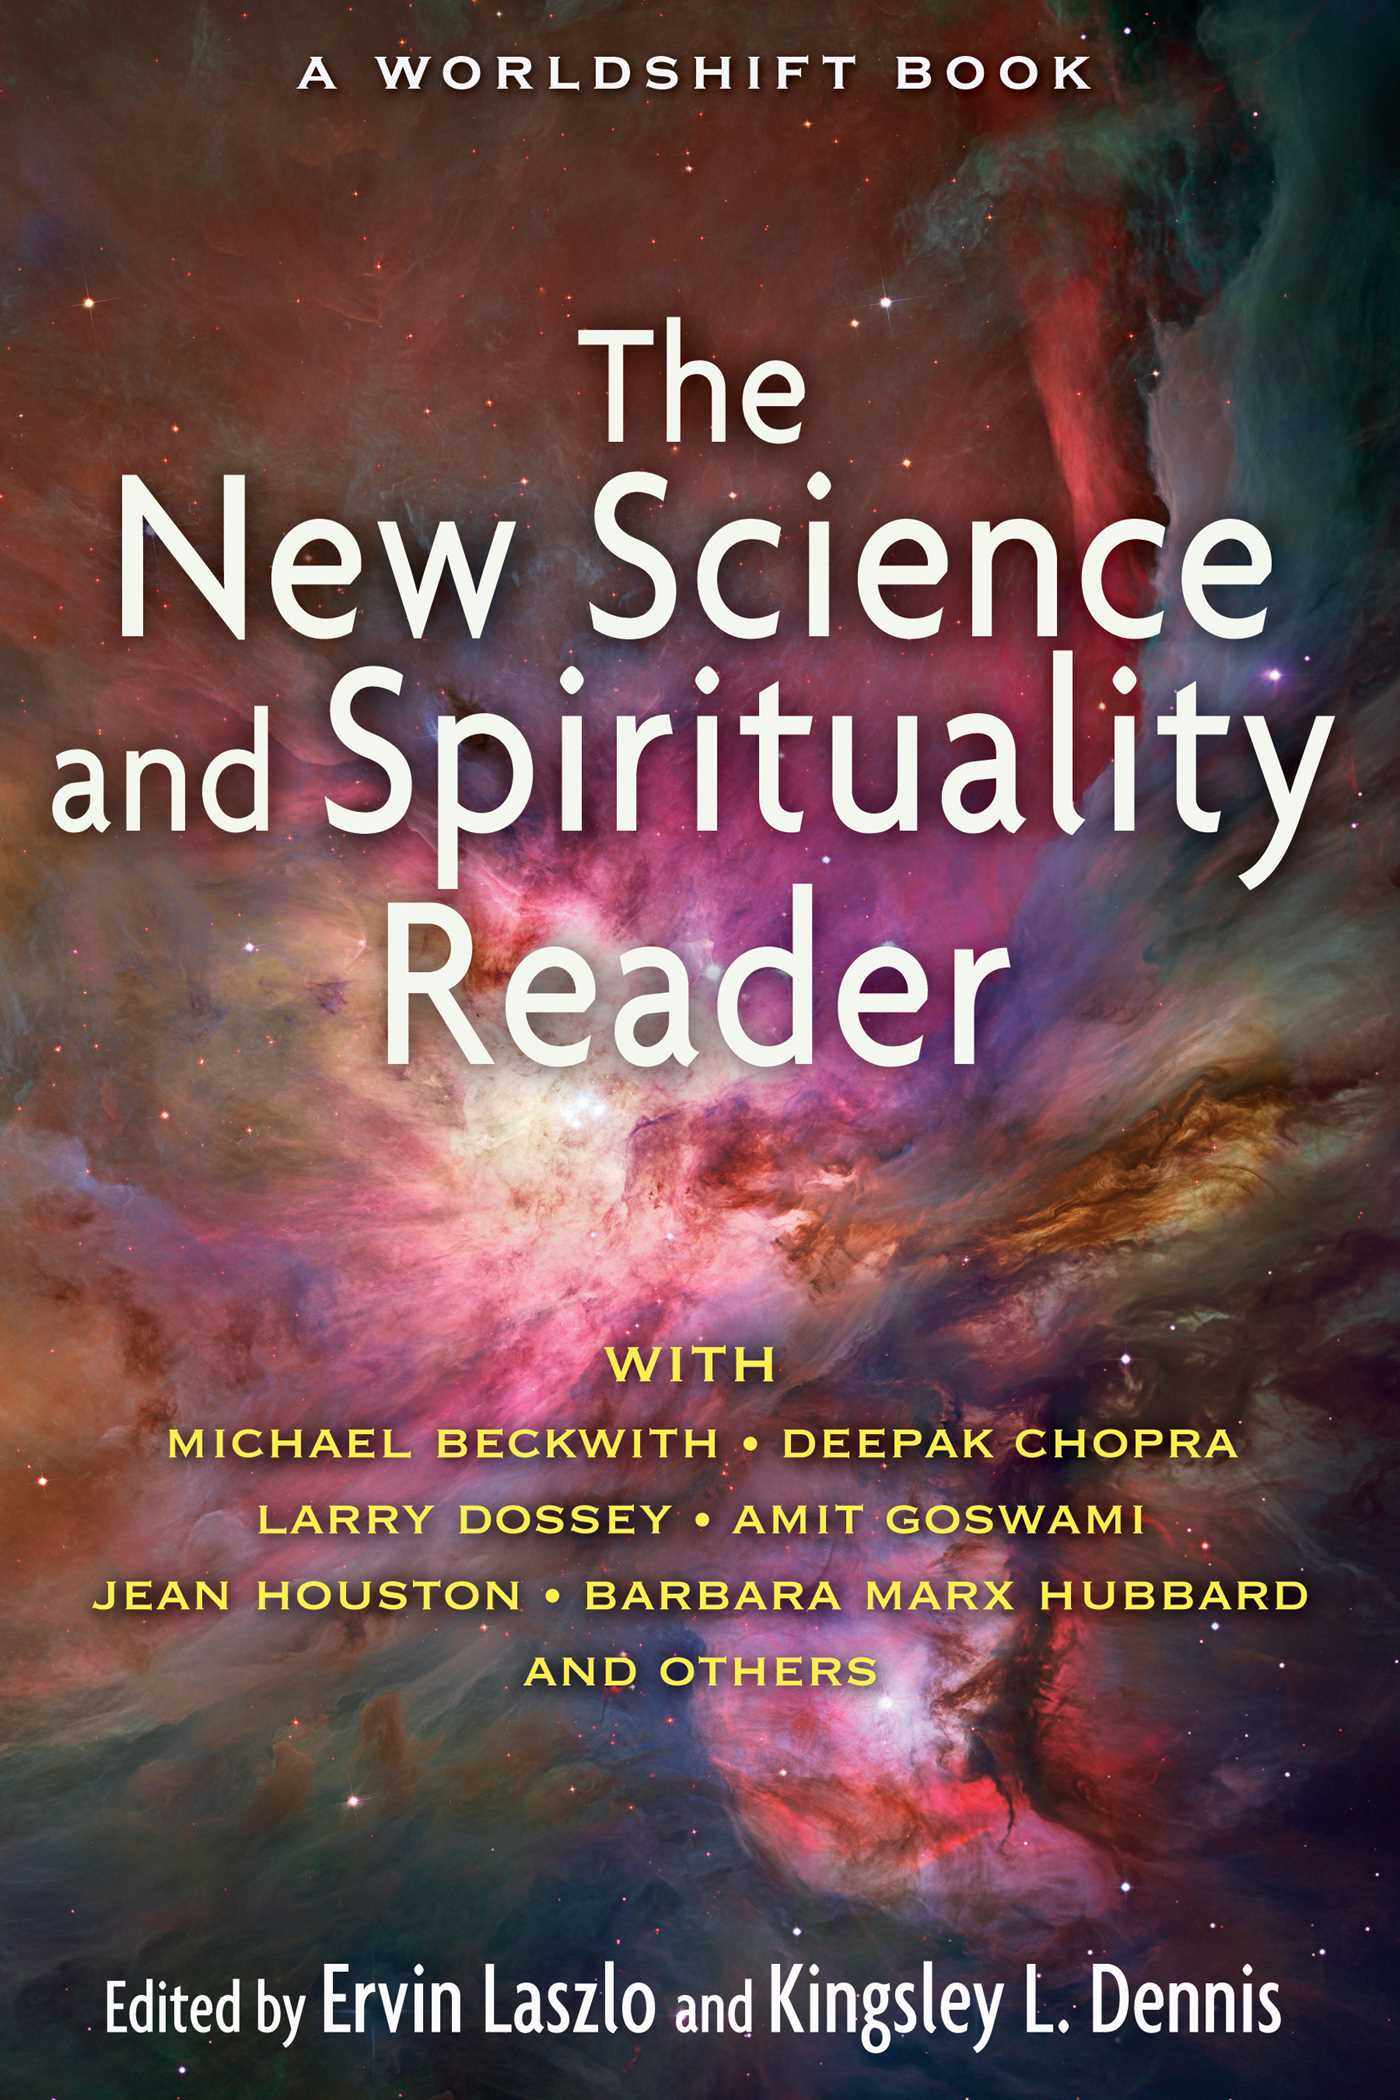 A WORLDSHIFT BOOK
The
New Science
and Spirituality
Reader
WITH
MICHAEL BECKWITH • DEEPAK CHOPRA
LARRY DOSSEY • AMIT GOSWAMI
JEAN HOUSTON • BARBARA MARX HUBBARD
AND OTHERS
Edited by Ervin Laszlo and Kingsley L. Dennis